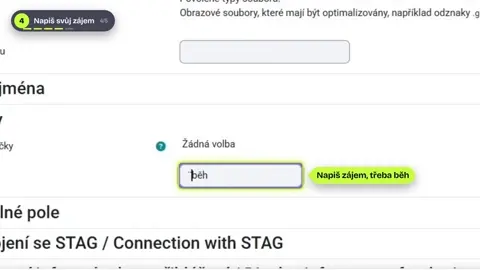 Povolené typy souborů:
4 Napiš svůj zájem 4/5
Obrazové soubory, které mají být optimalizovány, například odznaky .g
u
jména
y
čky
Žádná volba
běh
Napiš zájem, třeba běh
lné pole
ojení se STAG / Connection with STAG